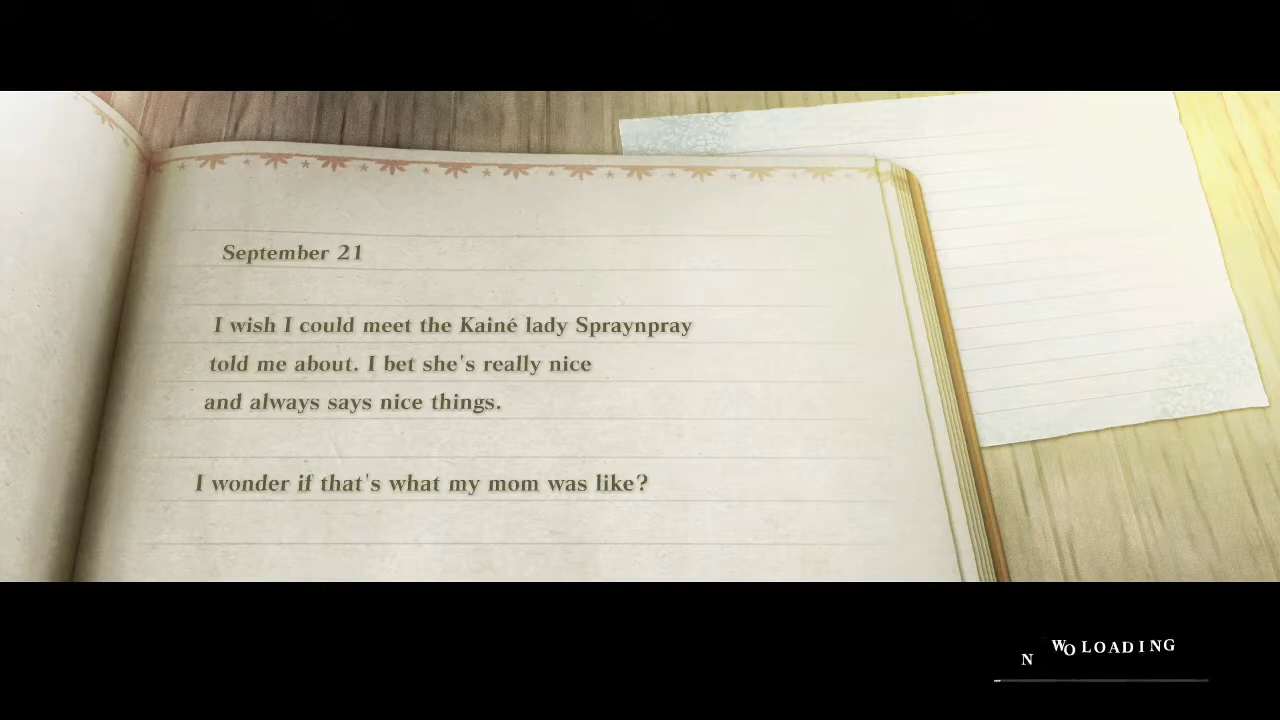 September 21
I wish I could meet the Kainé lady Spraynpray
told me about. I bet she's really nice
and always says nice things.
I wonder if that's what my mom was like?
NOW LOADING